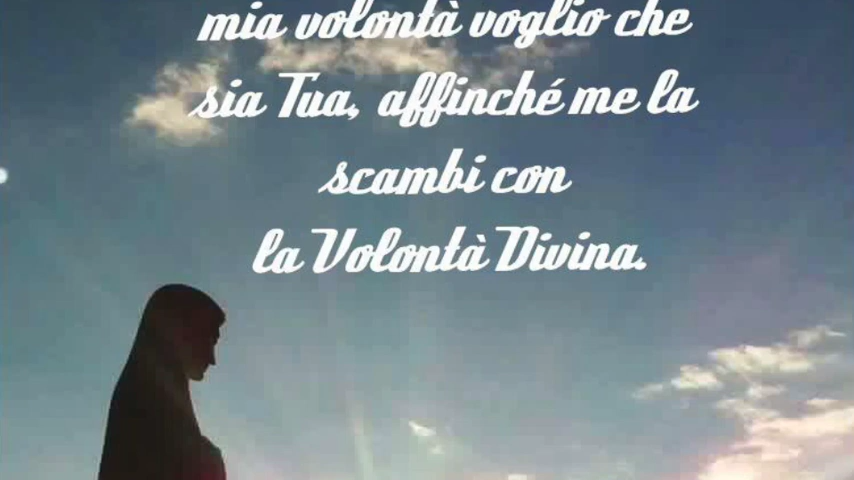 mia volontà voglio che
sia Tua, affinché me la
scambi con
la Volontà Divina.